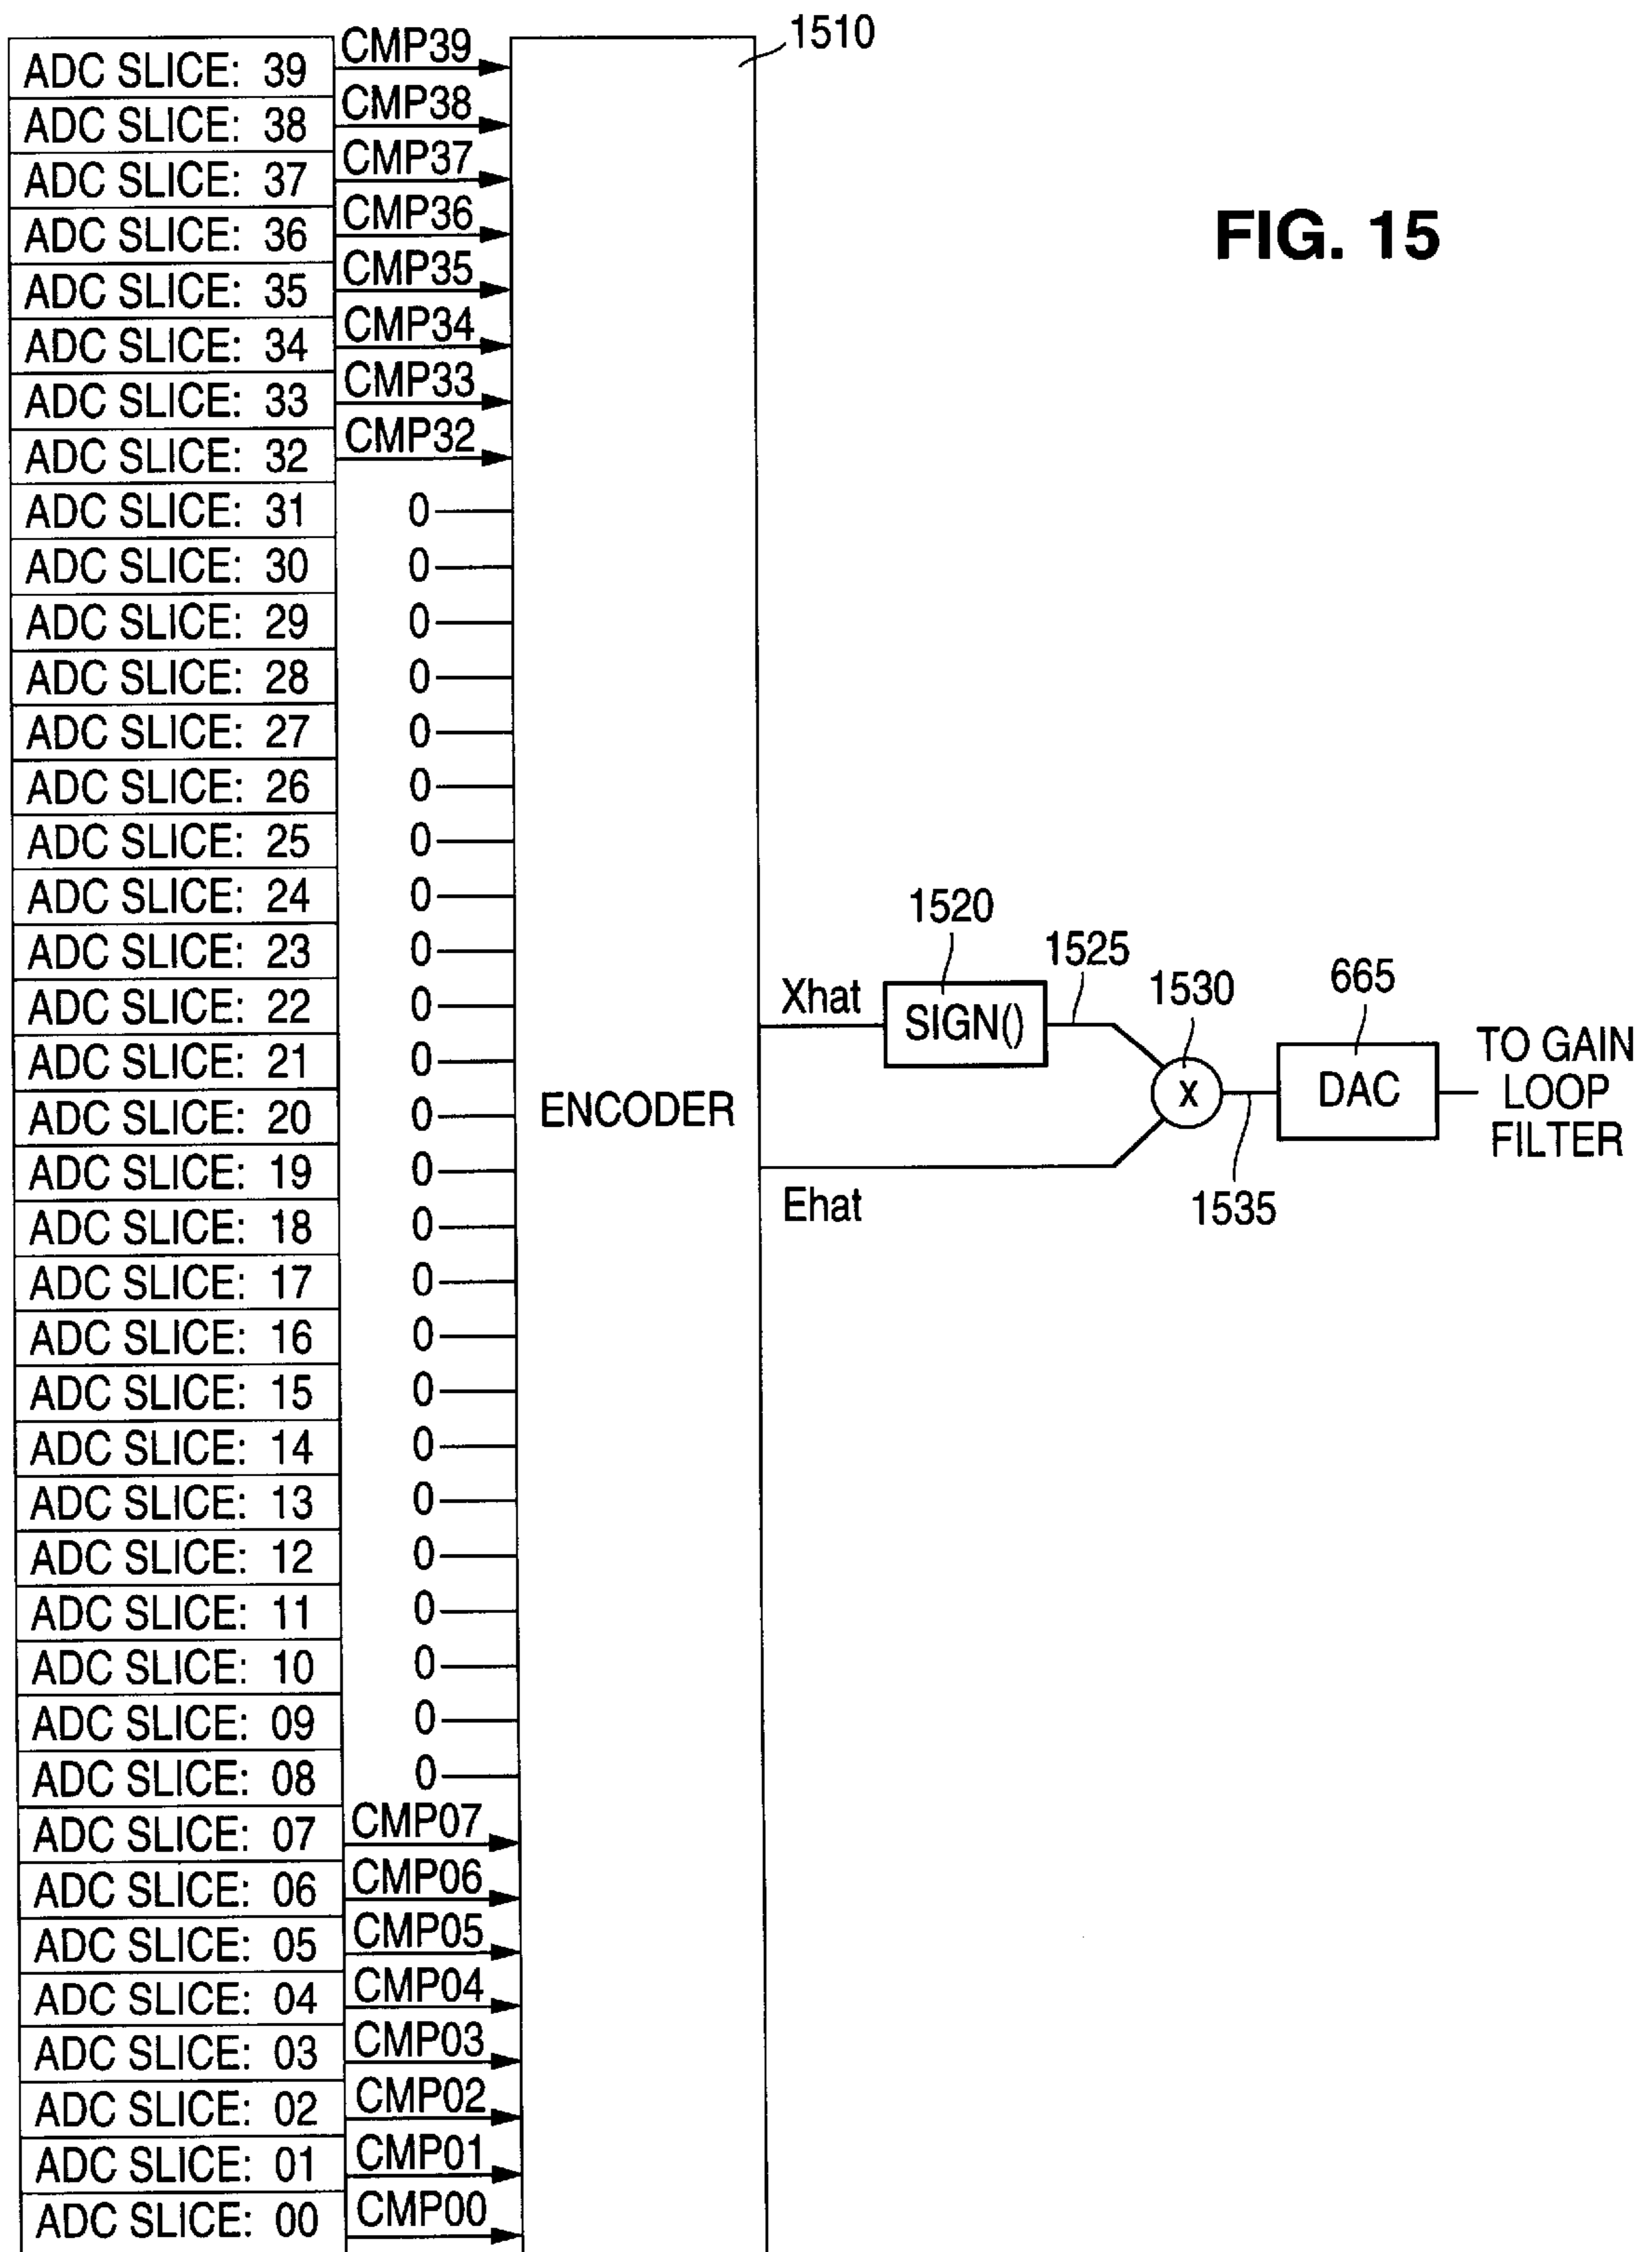 1510
ADC SLICE: 39 CMP39
ADC SLICE: 38 CMP38
ADC SLICE: 37 CMP37
ADC SLICE: 36 CMP36
ADC SLICE: 35 CMP35
ADC SLICE: 34 CMP34
ADC SLICE: 33 CMP33
ADC SLICE: 32 CMP32
ADC SLICE: 31 0
ADC SLICE: 30 0
ADC SLICE: 29 0
ADC SLICE: 28 0
ADC SLICE: 27 0
ADC SLICE: 26 0
ADC SLICE: 25 0
ADC SLICE: 24 0
ADC SLICE: 23 0
ADC SLICE: 22 0
ADC SLICE: 21 0
ADC SLICE: 20 0
ADC SLICE: 19 0
ADC SLICE: 18 0
ADC SLICE: 17 0
ADC SLICE: 16 0
ADC SLICE: 15 0
ADC SLICE: 14 0
ADC SLICE: 13 0
ADC SLICE: 12 0
ADC SLICE: 11 0
ADC SLICE: 10 0
ADC SLICE: 09 0
ADC SLICE: 08 0
ADC SLICE: 07 CMP07
ADC SLICE: 06 CMP06
ADC SLICE: 05 CMP05
ADC SLICE: 04 CMP04
ADC SLICE: 03 CMP03
ADC SLICE: 02 CMP02
ADC SLICE: 01 CMP01
ADC SLICE: 00 CMP00
ENCODER
FIG. 15
Xhat
Ehat
1520
SIGN()
1525
1530
X
1535
665
DAC
TO GAIN
LOOP
FILTER